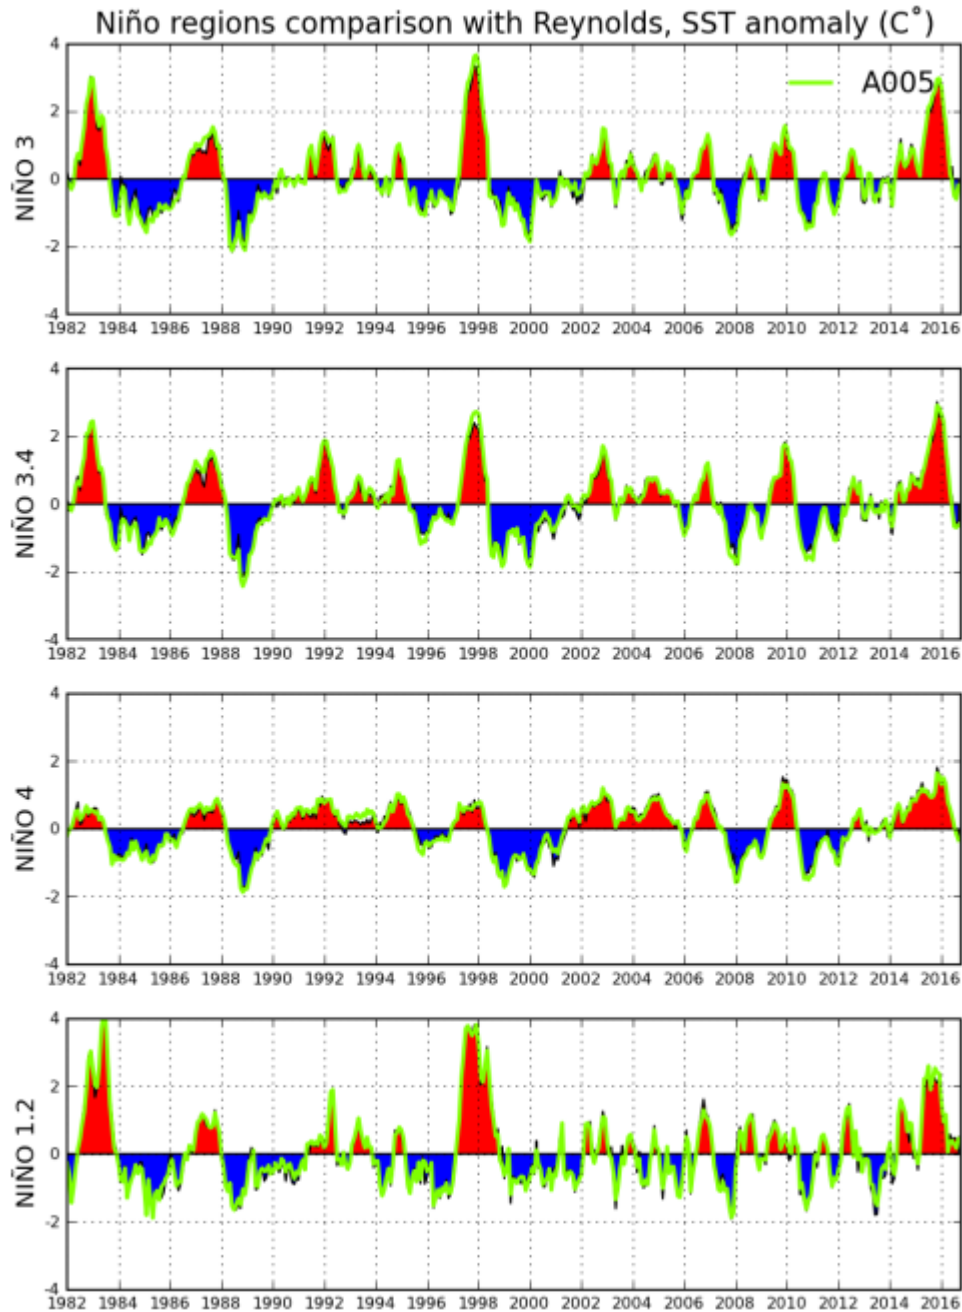 Niño regions comparison with Reynolds, SST anomaly (C˚)
A005
NIÑO 3
4
2
0
-2
-4
1982 1984 1986 1988 1990 1992 1994 1996 1998 2000 2002 2004 2006 2008 2010 2012 2014 2016
NIÑO 3.4
4
2
0
-2
-4
1982 1984 1986 1988 1990 1992 1994 1996 1998 2000 2002 2004 2006 2008 2010 2012 2014 2016
NIÑO 4
4
2
0
-2
-4
1982 1984 1986 1988 1990 1992 1994 1996 1998 2000 2002 2004 2006 2008 2010 2012 2014 2016
NIÑO 1.2
4
2
0
-2
-4
1982 1984 1986 1988 1990 1992 1994 1996 1998 2000 2002 2004 2006 2008 2010 2012 2014 2016